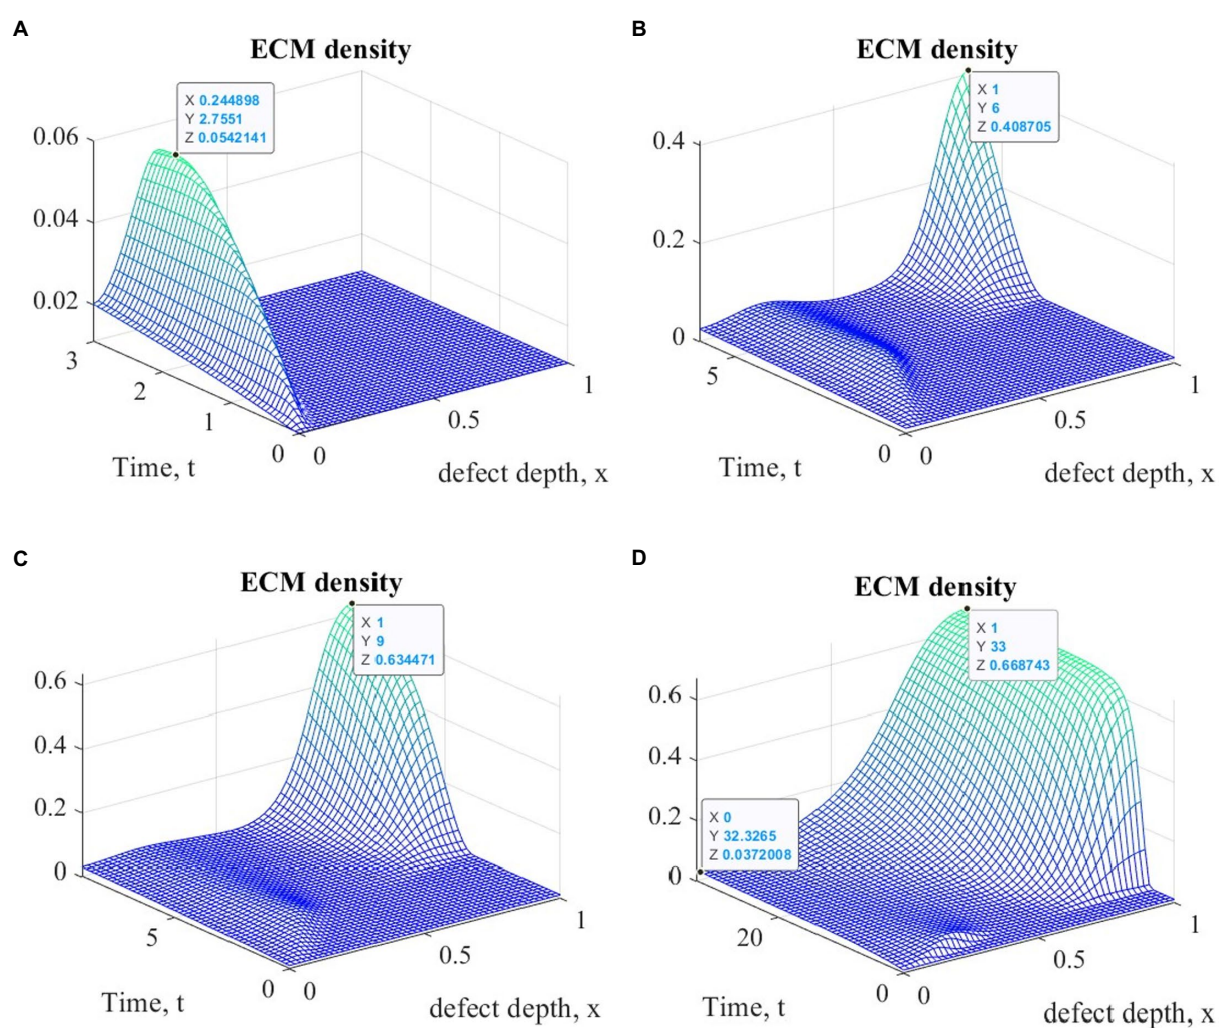 A
ECM density
X 0.244898
Y 2.7551
Z 0.0542141
0.06
0.04
0.02
3
2
1
0
0
0.5
1
Time, t
defect depth, x
B
ECM density
X 1
Y 6
Z 0.408705
0.4
0.2
0
5
0
0
0.5
1
Time, t
defect depth, x
C
ECM density
X 1
Y 9
Z 0.634471
0.6
0.4
0.2
0
5
0
0
0.5
1
Time, t
defect depth, x
D
ECM density
X 1
Y 33
Z 0.668743
0.6
0.4
0.2
0
X 0
Y 32.3265
Z 0.0372008
20
0
0
0.5
1
Time, t
defect depth, x